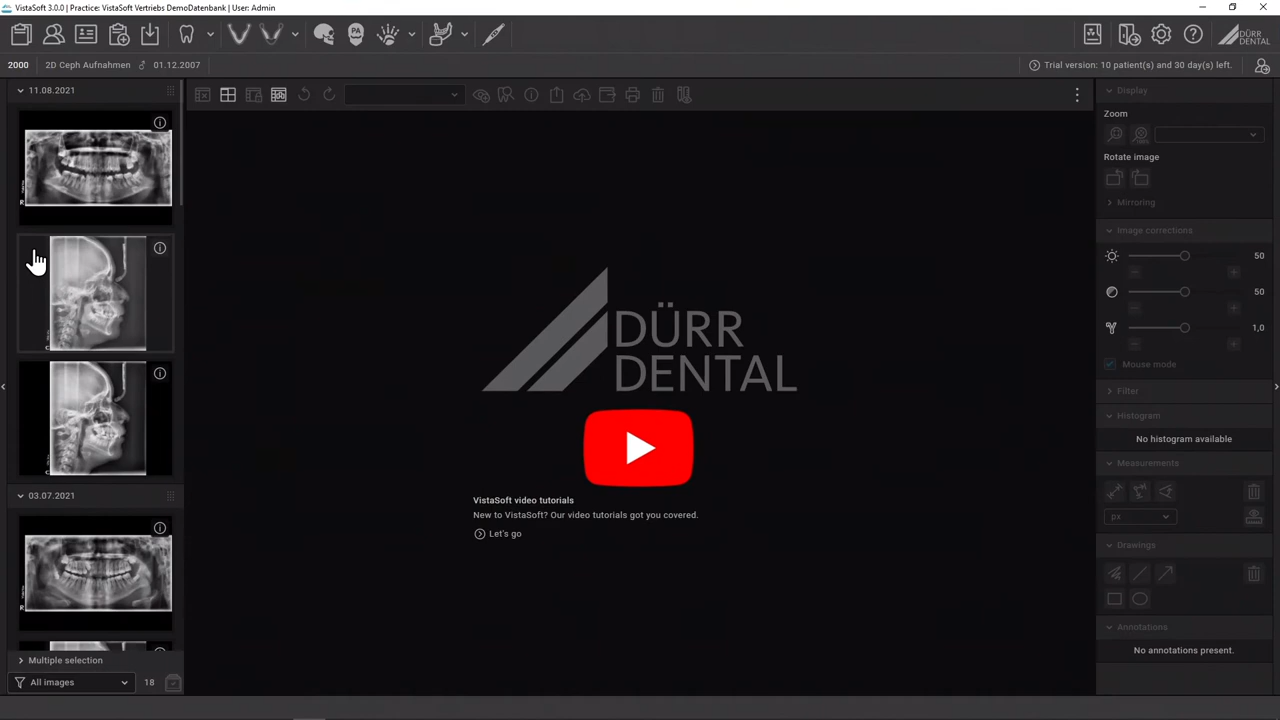 VistaSoft 3.0.0 | Practice: VistaSoft Vertriebs DemoDatenbank | User: Admin
PA
DÜRR
DENTAL
2000 2D Ceph Aufnahmen 01.12.2007
Trial version: 10 patient(s) and 30 day(s) left.
11.08.2021
Display
Zoom
100%
Rotate image
Mirroring
Image corrections
50
50
1,0
Mouse mode
Filter
Histogram
No histogram available
Measurements
px
Drawings
Annotations
No annotations present.
R
C
C
DÜRR
DENTAL
VistaSoft video tutorials
New to VistaSoft? Our video tutorials got you covered.
Let's go
03.07.2021
R
Multiple selection
All images 18